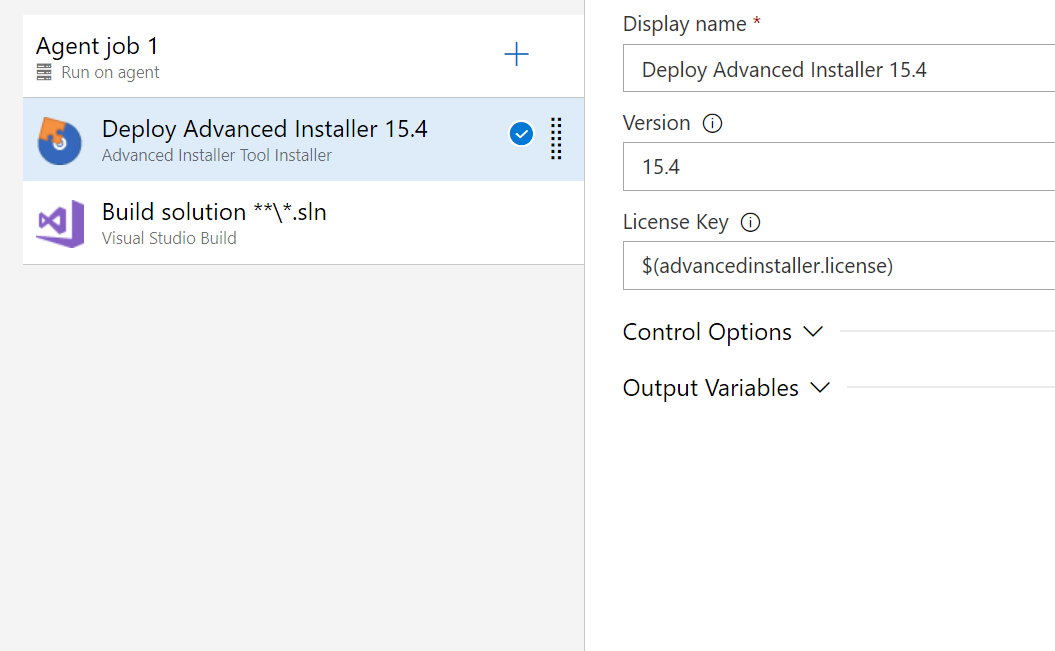 Agent job 1
Run on agent
Deploy Advanced Installer 15.4
Advanced Installer Tool Installer
Build solution **\*.sln
Visual Studio Build
Display name *
Deploy Advanced Installer 15.4
Version
15.4
License Key
$(advancedinstaller.license)
Control Options
Output Variables